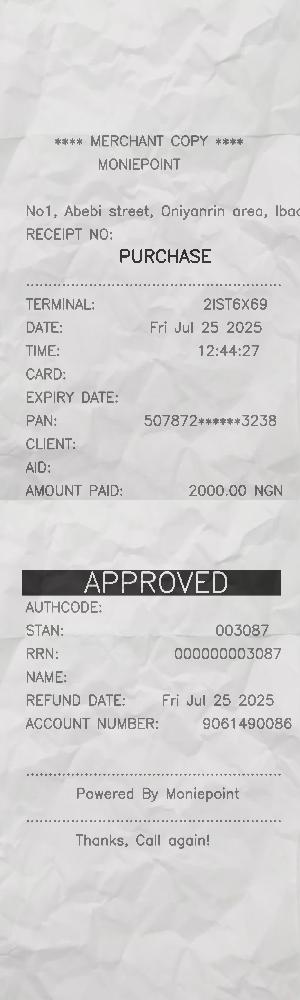 **** MERCHANT COPY ****
MONIEPOINT
No1, Abebi street, Oniyanrin area,
RECEIPT NO:
PURCHASE
TERMINAL: 2IST6X69
DATE: Fri Jul 25 2025
TIME: 12:44:27
CARD:
EXPIRY DATE:
PAN: 507872******3238
CLIENT:
AID:
AMOUNT PAID: 2000.00 NGN
APPROVED
AUTHCODE:
STAN: 003087
RRN: 000000003087
NAME:
REFUND DATE: Fri Jul 25 2025
ACCOUNT NUMBER: 9061490086
Powered By Moniepoint
Thanks, Call again!